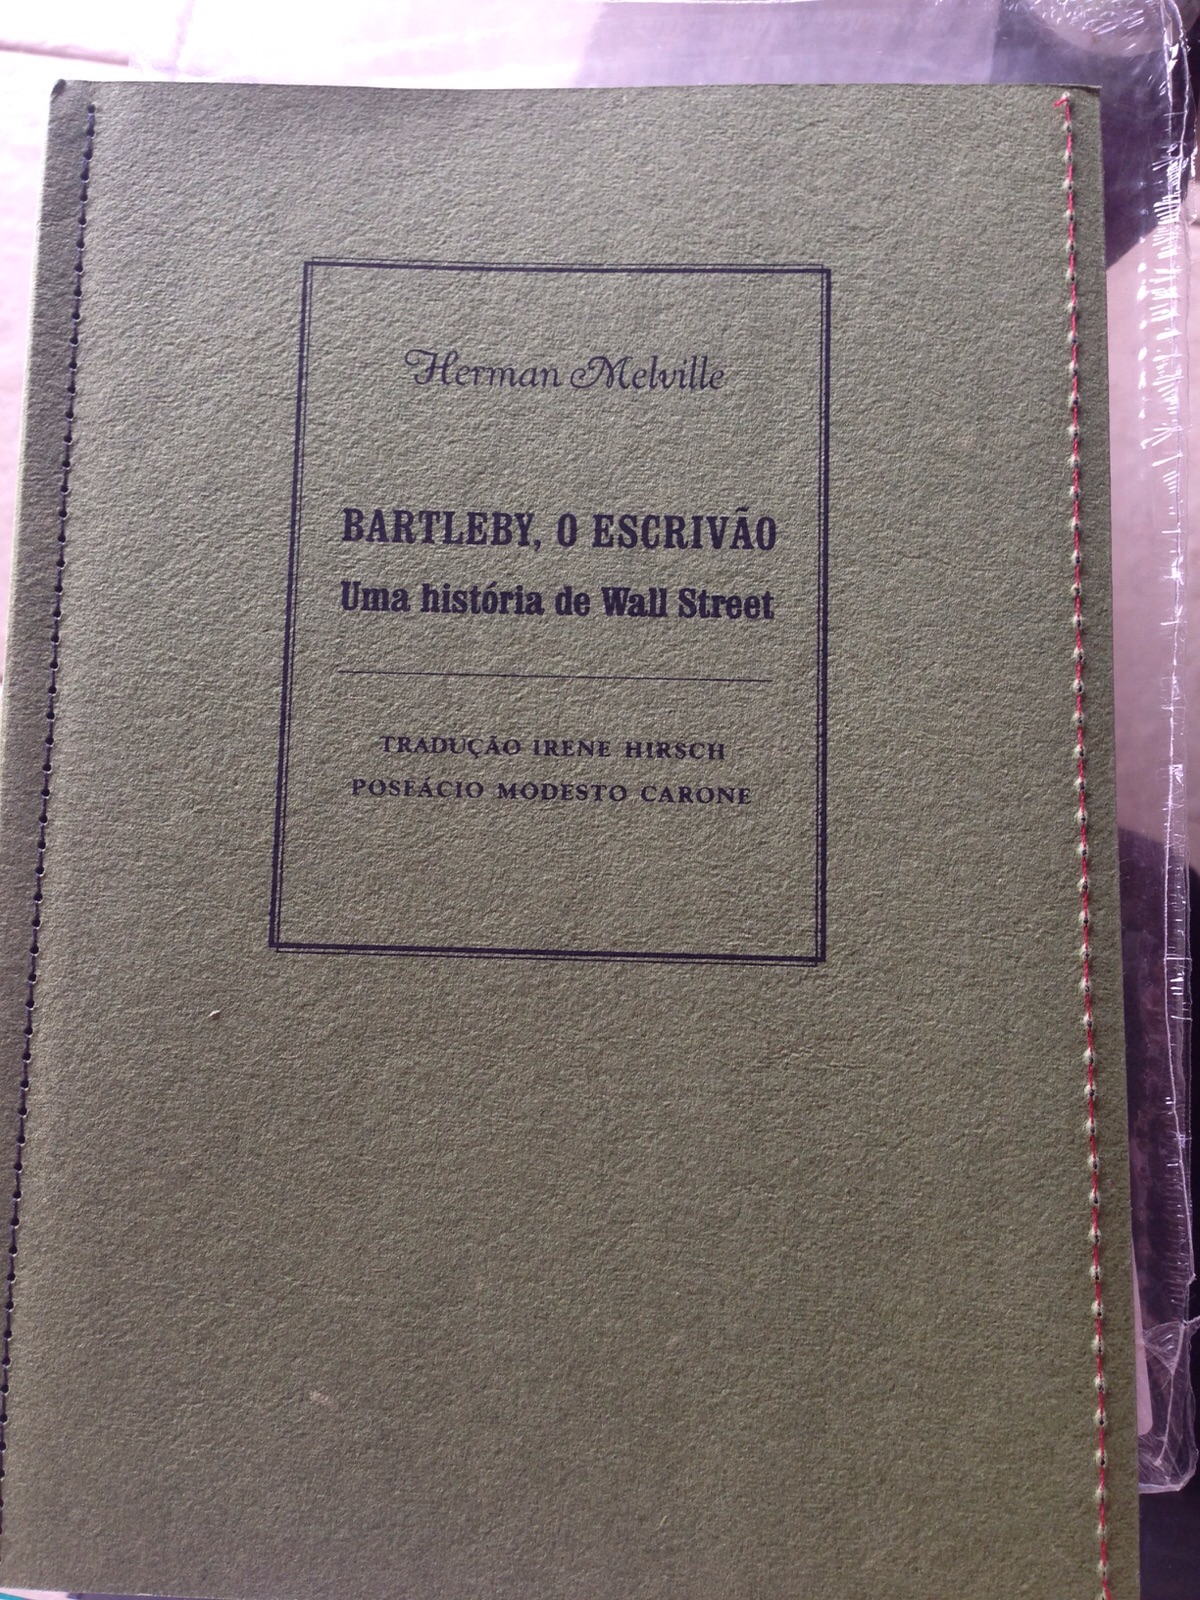 Herman Melville
BARTLEBY, O ESCRIVÃO
Uma história de Wall Street
TRADUÇÃO IRENE HIRSCH
POSFÁCIO MODESTO CARONE